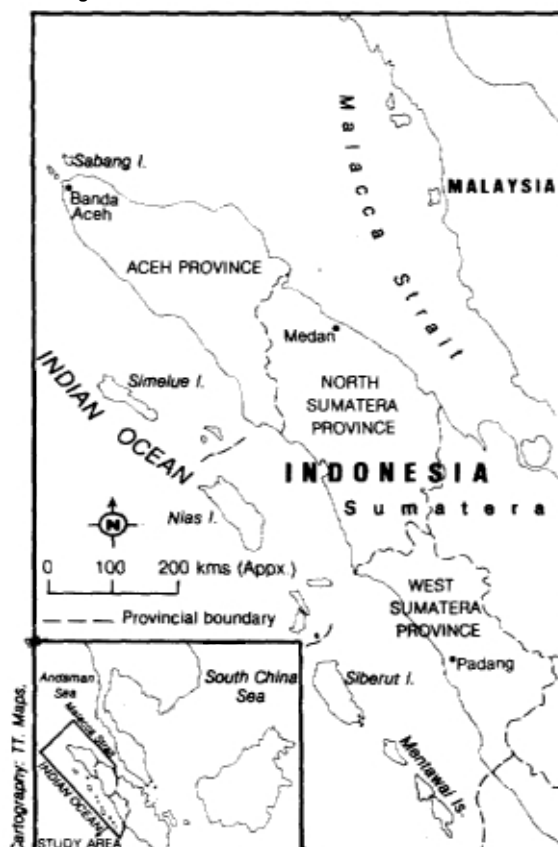 Malacca Strait
MALAYSIA
Sabang I.
Banda
Aceh
ACEH PROVINCE
Medan
INDIAN OCEAN
Simelue I.
NORTH
SUMATERA
PROVINCE
INDONESIA
Sumatera
Nias I.
N
0 100 200 kms (Appx.)
Provincial boundary
WEST
SUMATERA
PROVINCE
Padang
Siberut I.
Mentawai Is.
Andaman
Sea
South China
Sea
Malacca Strait
INDIAN OCEAN
STUDY AREA
Cartography: TT. Maps.